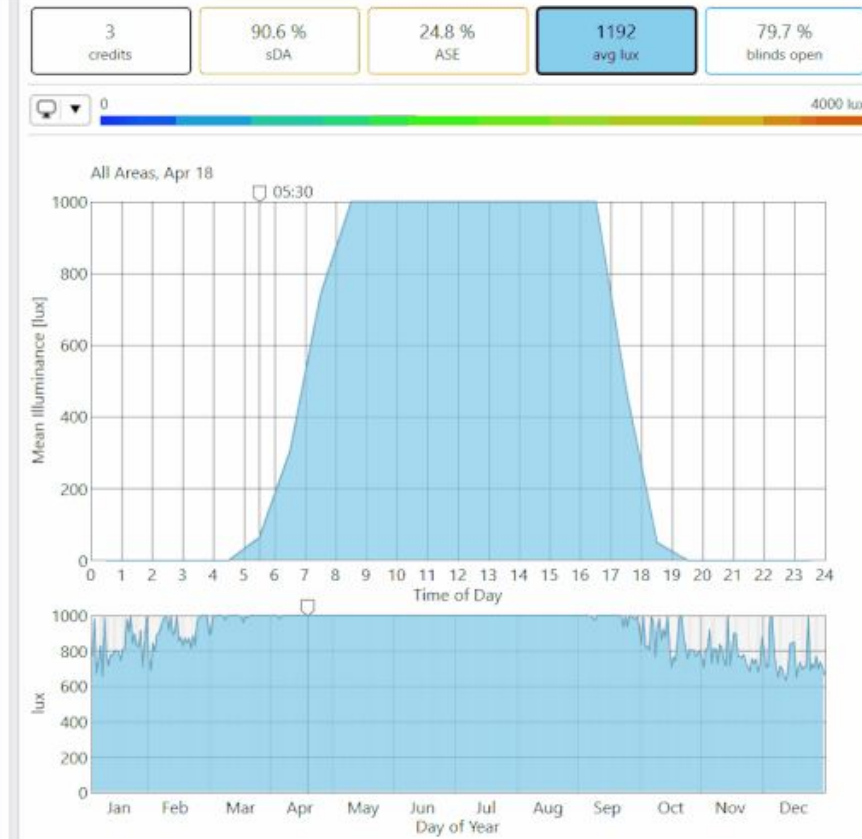 3 90.6 % 24.8 % 1192 79.7 %
credits sDA ASE avg lux blinds open
0 4000 lux
All Areas, Apr 18
05:30
Mean Illuminance [lux]
1000
800
600
400
200
0
0 1 2 3 4 5 6 7 8 9 10 11 12 13 14 15 16 17 18 19 20 21 22 23 24
Time of Day
lux
1000
800
600
400
200
0
Jan Feb Mar Apr May Jun Jul Aug Sep Oct Nov Dec
Day of Year